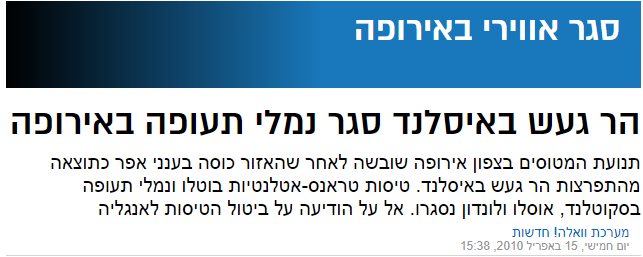 סגר אווירי באירופה
הר געש באיסלנד סגר נמלי תעופה באירופה
תנועת המטוסים בצפון אירופה שובשה לאחר שהאזור כוסה בענני אפר כתוצאה
מהתפרצות הר געש באיסלנד. טיסות טראנס-אטלנטיות בוטלו ונמלי תעופה
בסקוטלנד, אוסלו ולונדון נסגרו. אל על הודיעה על ביטול הטיסות לאנגליה
מערכת וואלה! חדשות
יום חמישי, 15 באפריל 2010, 15:38